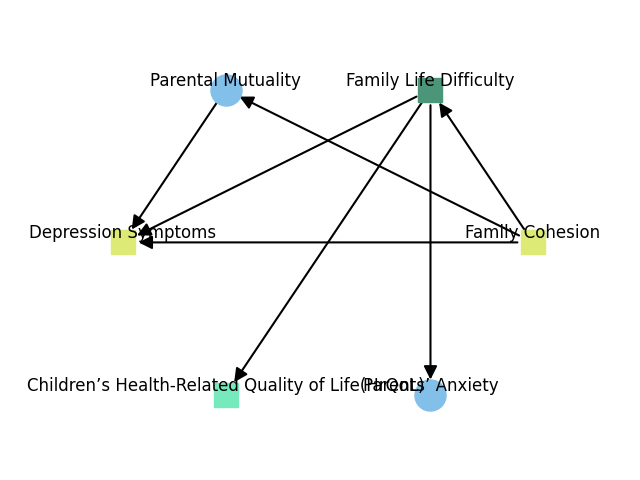 Parental Mutuality
Family Life Difficulty
Depression Symptoms
Family Cohesion
Children’s Health-Related Quality of Life (HRQoL)
Parents’ Anxiety